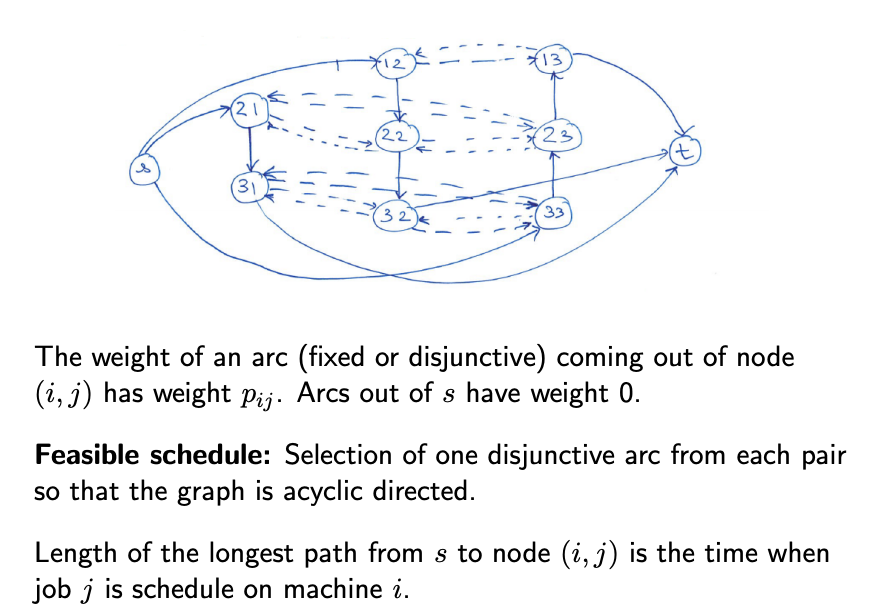 12
13
21
22
23
s
t
31
32
33
The weight of an arc (fixed or disjunctive) coming out of node
(i, j) has weight p_{ij}. Arcs out of s have weight 0.
Feasible schedule: Selection of one disjunctive arc from each pair
so that the graph is acyclic directed.
Length of the longest path from s to node (i, j) is the time when
job j is schedule on machine i.